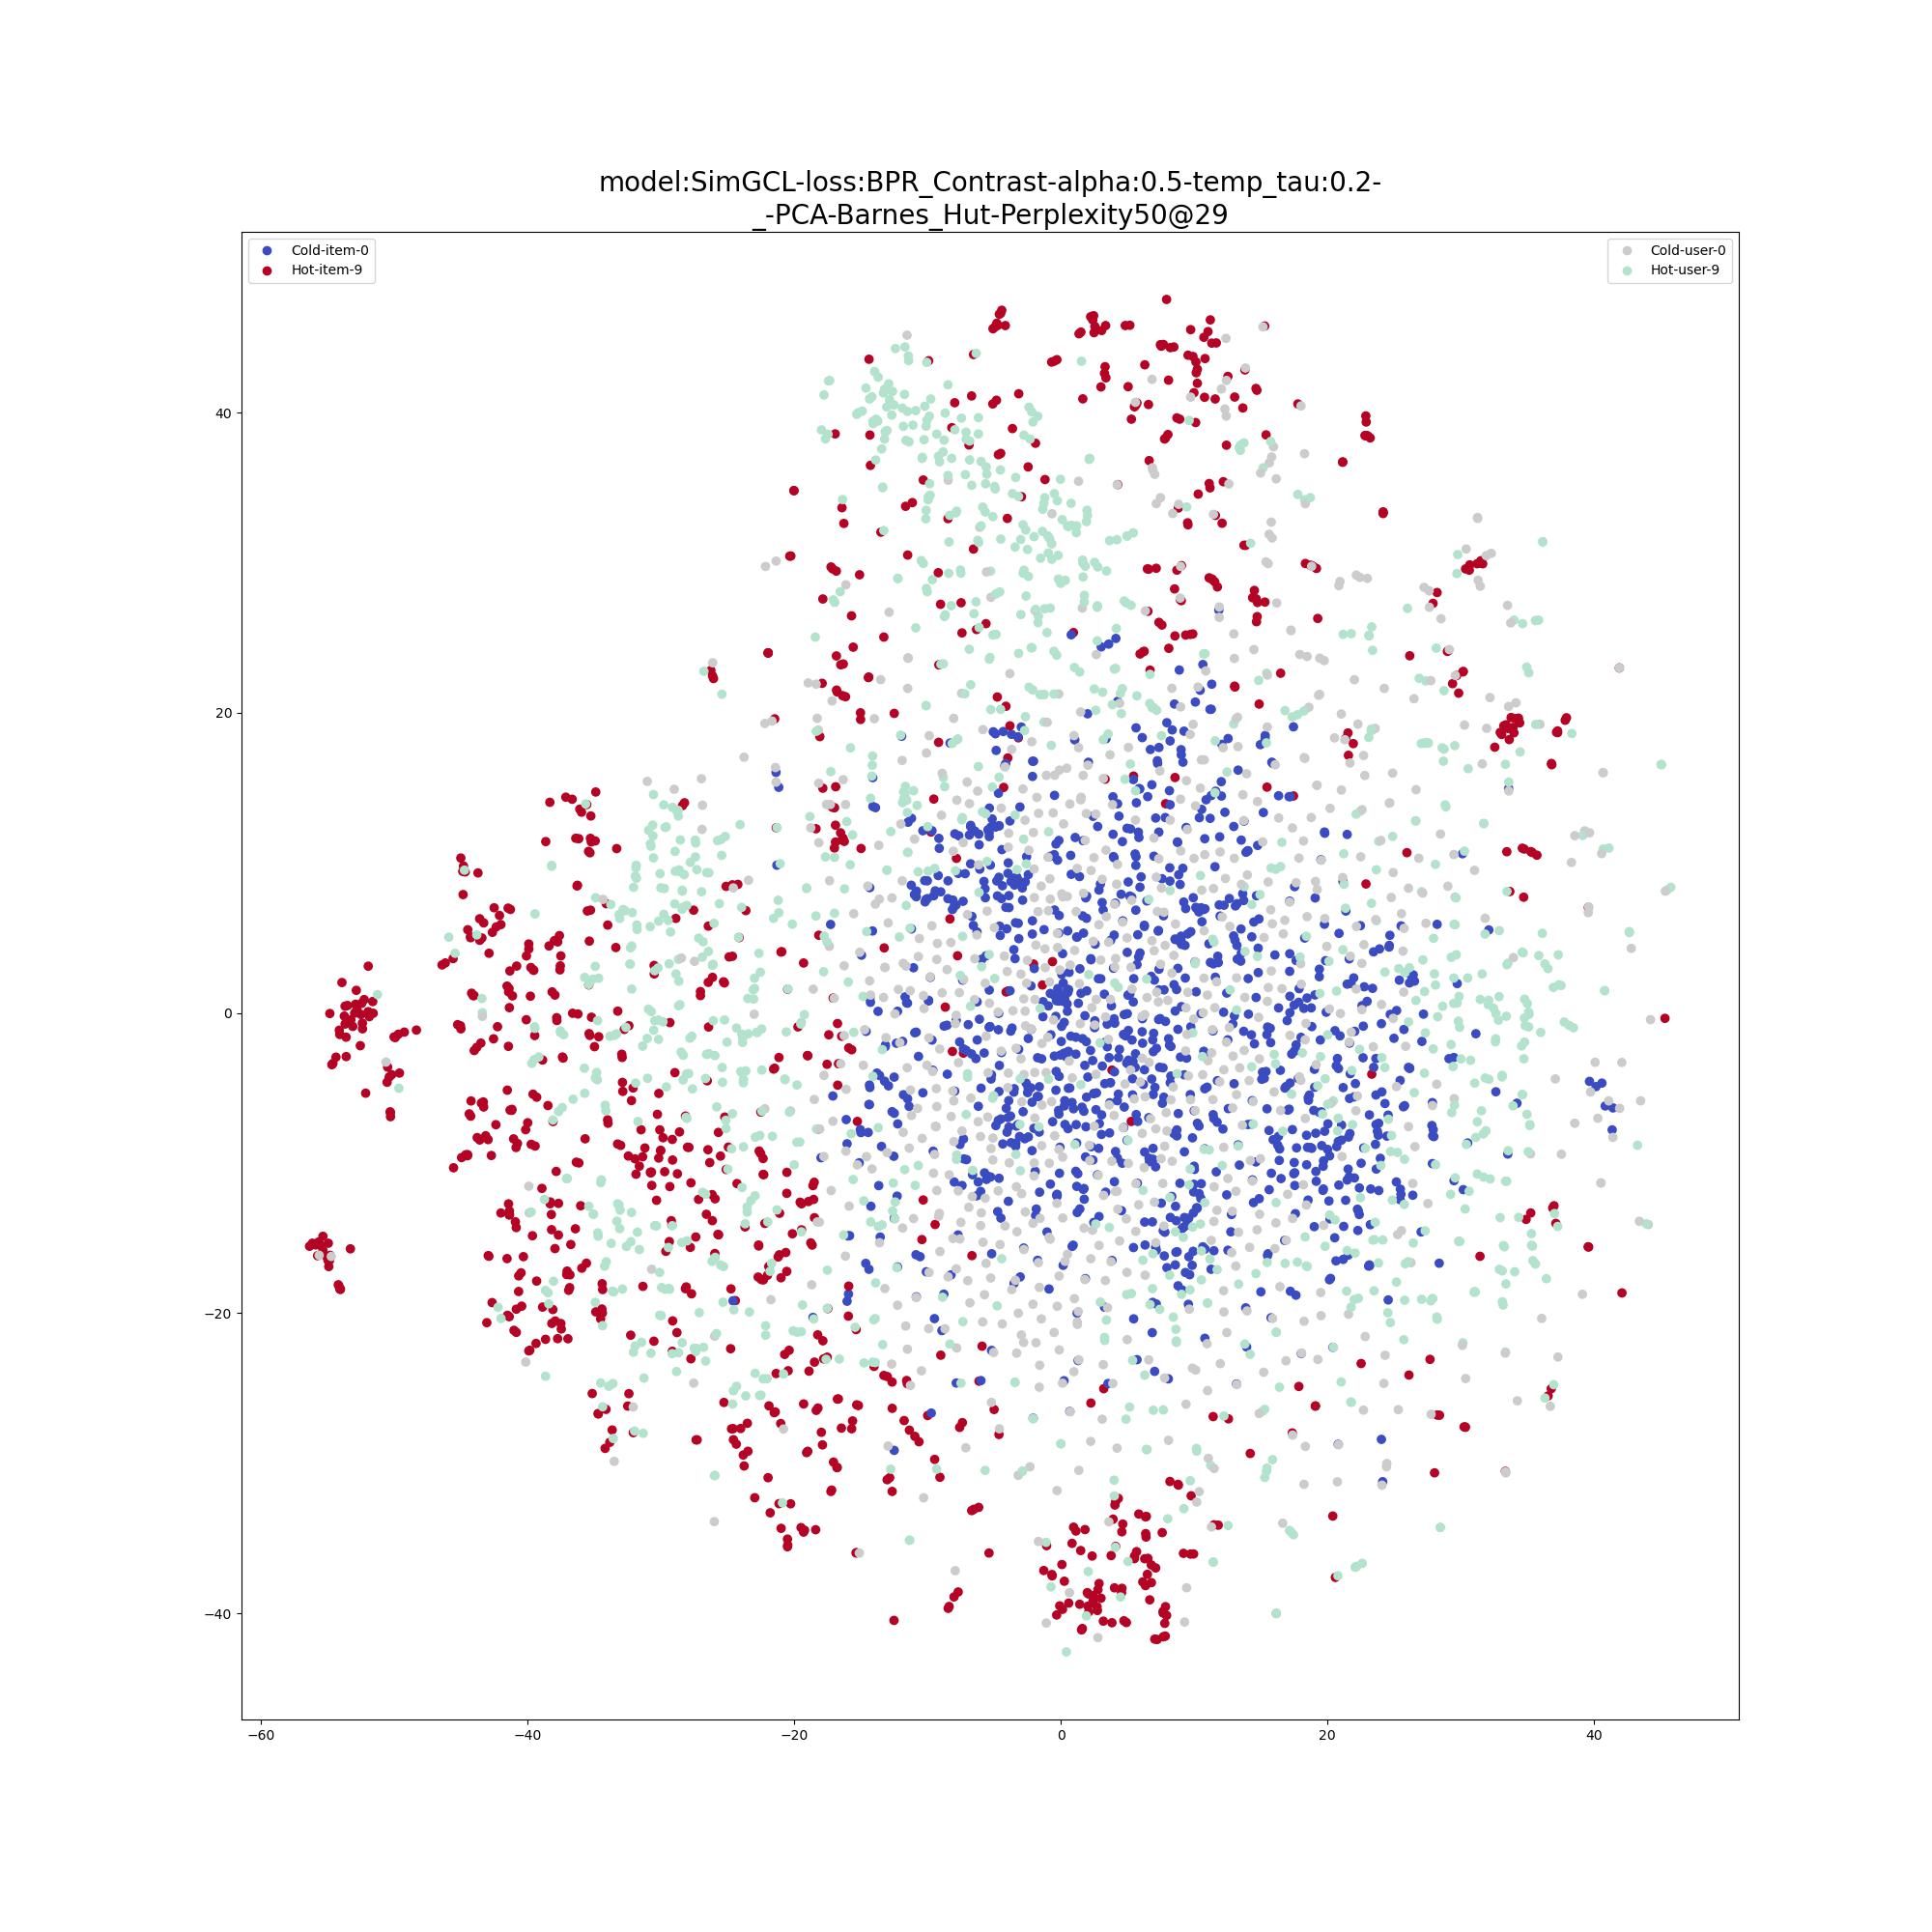 model:SimGCL-loss:BPR_Contrast-alpha:0.5-temp_tau:0.2-
_-PCA-Barnes_Hut-Perplexity50@29
Cold-item-0
Hot-item-9
Cold-user-0
Hot-user-9
40
20
0
−20
−40
−60
−40
−20
0
20
40